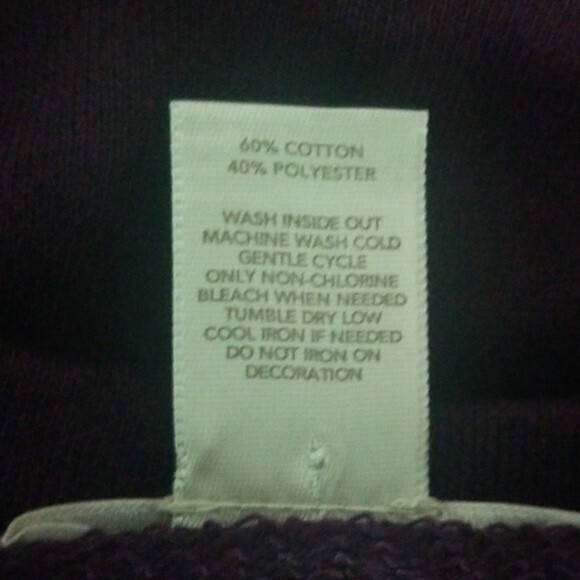 60% COTTON
40% POLYESTER
WASH INSIDE OUT
MACHINE WASH COLD
GENTLE CYCLE
ONLY NON-CHLORINE
BLEACH WHEN NEEDED
TUMBLE DRY LOW
COOL IRON IF NEEDED
DO NOT IRON ON
DECORATION